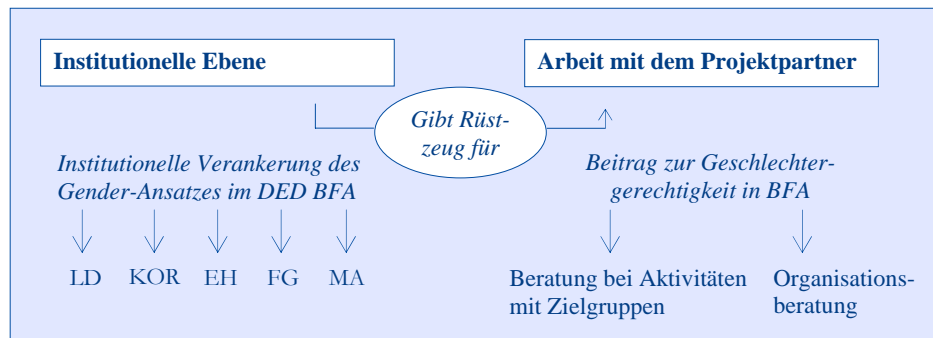 Institutionelle Ebene
Arbeit mit dem Projektpartner
Gibt Rüst-
zeug für
Institutionelle Verankerung des
Gender-Ansatzes im DED BFA
Beitrag zur Geschlechter-
gerechtigkeit in BFA
LD KOR EH FG MA
Beratung bei Aktivitäten
mit Zielgruppen
Organisations-
beratung